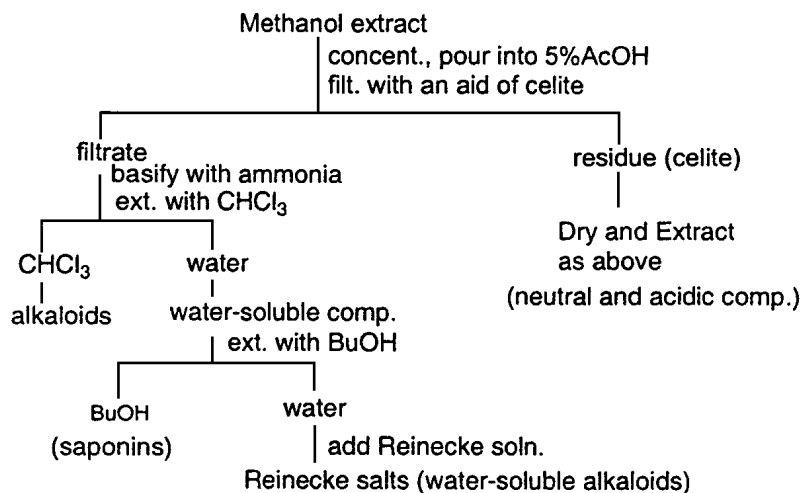 Methanol extract
concent., pour into 5%AcOH
filt. with an aid of celite
filtrate
basify with ammonia
ext. with CHCl₃
residue (celite)
CHCl₃
water
Dry and Extract
as above
(neutral and acidic comp.)
alkaloids
water-soluble comp.
ext. with BuOH
BuOH
water
(saponins)
add Reinecke soln.
Reinecke salts (water-soluble alkaloids)